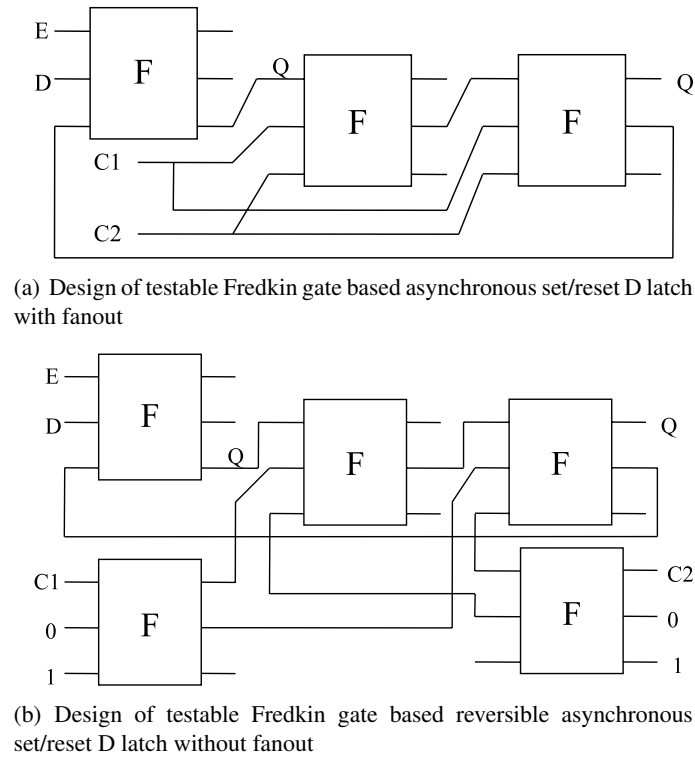 E
D
F
Q
F
F
Q
C1
C2
(a) Design of testable Fredkin gate based asynchronous set/reset D latch
with fanout
E
D
F
Q
F
F
Q
C1
0
1
F
F
C2
0
1
(b) Design of testable Fredkin gate based reversible asynchronous
set/reset D latch without fanout